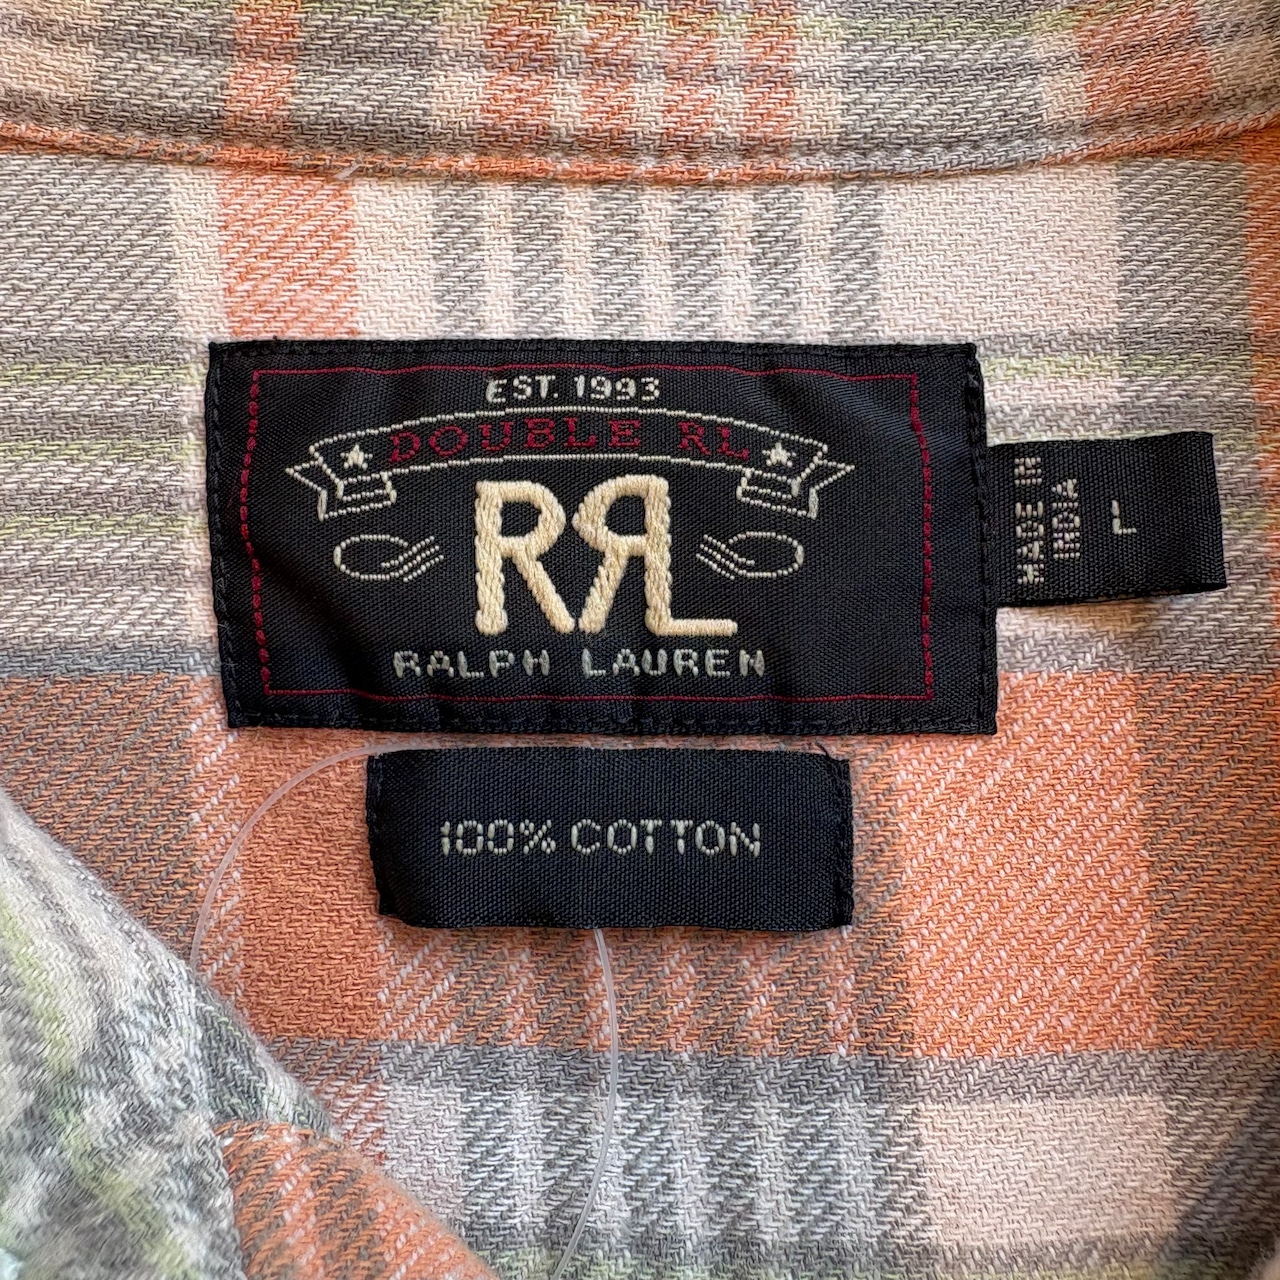 EST. 1993
DOUBLE RL
RRL
RALPH LAUREN
MADE IN
INDIA
L
100% COTTON